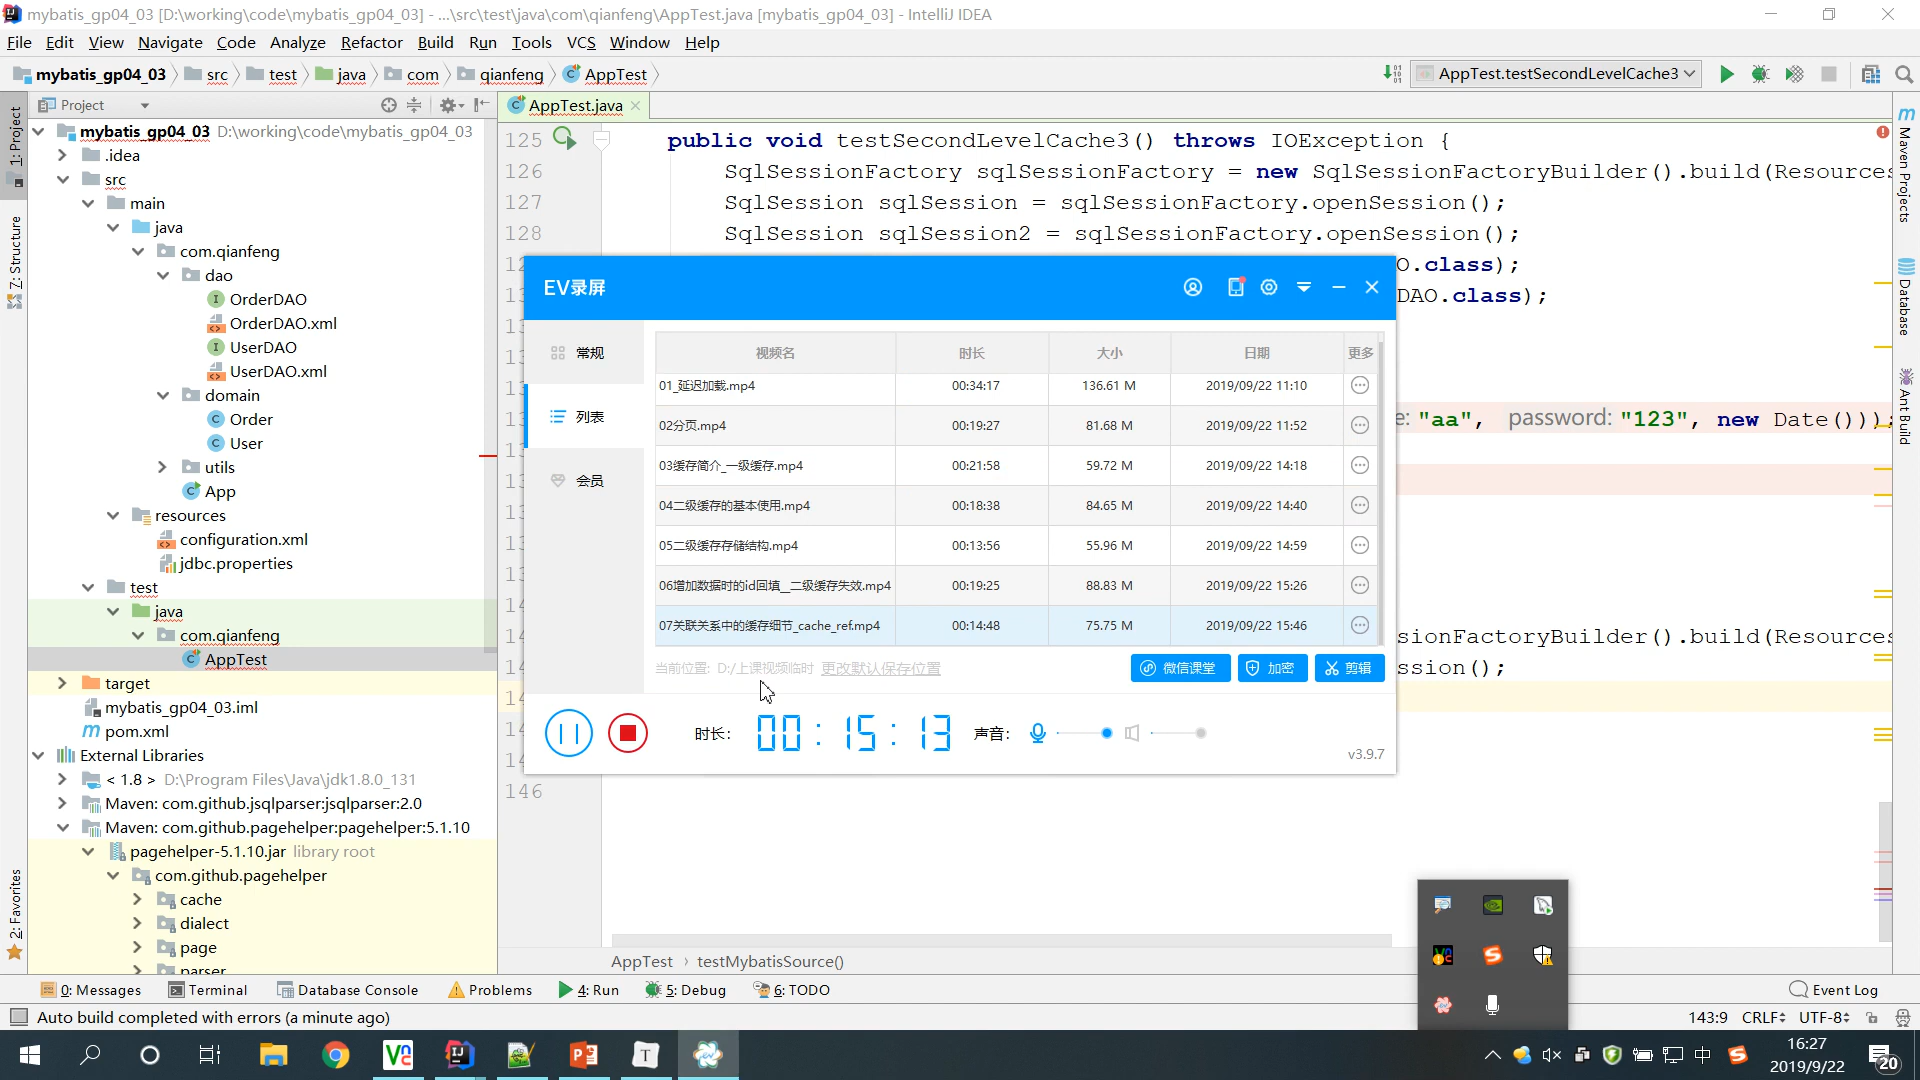 mybatis_gp04_03 [D:\working\code\mybatis_gp04_03] - ...\src\test\java\com\qianfeng\AppTest.java [mybatis_gp04_03] - IntelliJ IDEA
File Edit View Navigate Code Analyze Refactor Build Run Tools VCS Window Help
mybatis_gp04_03 src test java com qianfeng AppTest
AppTest.testSecondLevelCache3
Project
AppTest.java
1: Project
Z: Structure
2: Favorites
mybatis_gp04_03 D:\working\code\mybatis_gp04_03
.idea
src
main
java
com.qianfeng
dao
OrderDAO
OrderDAO.xml
UserDAO
UserDAO.xml
domain
Order
User
utils
App
resources
configuration.xml
jdbc.properties
test
java
com.qianfeng
AppTest
target
mybatis_gp04_03.iml
pom.xml
External Libraries
< 1.8 > D:\Program Files\Java\jdk1.8.0_131
Maven: com.github.jsqlparser:jsqlparser:2.0
Maven: com.github.pagehelper:pagehelper:5.1.10
pagehelper-5.1.10.jar library root
com.github.pagehelper
cache
dialect
page
parser
125 public void testSecondLevelCache3() throws IOException {
126 SqlSessionFactory sqlSessionFactory = new SqlSessionFactoryBuilder().build(Resources
127 SqlSession sqlSession = sqlSessionFactory.openSession();
128 SqlSession sqlSession2 = sqlSessionFactory.openSession();
O.class);
DAO.class);
e: "aa", password: "123", new Date()));
sionFactoryBuilder().build(Resources
ssion();
146
EV录屏
常规
列表
会员
视频名 时长 大小 日期 更多
01_延迟加载.mp4 00:34:17 136.61 M 2019/09/22 11:10
02分页.mp4 00:19:27 81.68 M 2019/09/22 11:52
03缓存简介_一级缓存.mp4 00:21:58 59.72 M 2019/09/22 14:18
04二级缓存的基本使用.mp4 00:18:38 84.65 M 2019/09/22 14:40
05二级缓存存储结构.mp4 00:13:56 55.96 M 2019/09/22 14:59
06增加数据时的id回填__二级缓存失效.mp4 00:19:25 88.83 M 2019/09/22 15:26
07关联关系中的缓存细节_cache_ref.mp4 00:14:48 75.75 M 2019/09/22 15:46
当前位置: D:/上课视频临时 更改默认保存位置
微信课堂 加密 剪辑
时长: 00:15:13 声音:
v3.9.7
Maven Projects
Database
Ant Build
AppTest › testMybatisSource()
0: Messages Terminal Database Console Problems 4: Run 5: Debug 6: TODO Event Log
Auto build completed with errors (a minute ago) 143:9 CRLF UTF-8
中
16:27
2019/9/22
20